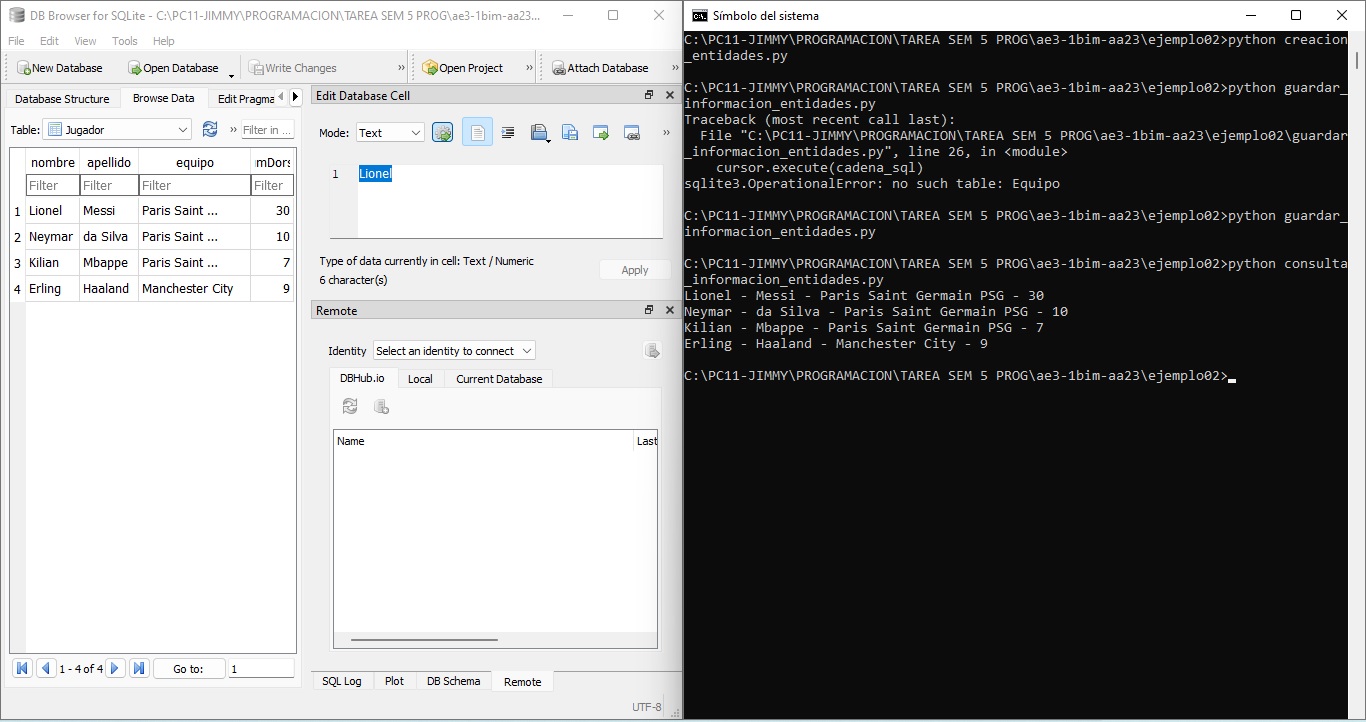 DB Browser for SQLite - C:\PC11-JIMMY\PROGRAMACION\TAREA SEM 5 PROG\ae3-1bim-aa23...
File Edit View Tools Help
New Database Open Database Write Changes » Open Project » Attach Database »
Database Structure Browse Data Edit Pragma
Table: Jugador » Filter in ...
nombre apellido equipo mDors
Filter Filter Filter Filter
1 Lionel Messi Paris Saint ... 30
2 Neymar da Silva Paris Saint ... 10
3 Kilian Mbappe Paris Saint ... 7
4 Erling Haaland Manchester City 9
1 - 4 of 4 Go to: 1
Edit Database Cell
Mode: Text »
1 Lionel
Type of data currently in cell: Text / Numeric
6 character(s)
Apply
Remote
Identity Select an identity to connect
DBHub.io Local Current Database
Name Last
SQL Log Plot DB Schema Remote
UTF-8
Símbolo del sistema
C:\PC11-JIMMY\PROGRAMACION\TAREA SEM 5 PROG\ae3-1bim-aa23\ejemplo02>python creacion
_entidades.py
C:\PC11-JIMMY\PROGRAMACION\TAREA SEM 5 PROG\ae3-1bim-aa23\ejemplo02>python guardar_
informacion_entidades.py
Traceback (most recent call last):
File "C:\PC11-JIMMY\PROGRAMACION\TAREA SEM 5 PROG\ae3-1bim-aa23\ejemplo02\guardar
_informacion_entidades.py", line 26, in <module>
cursor.execute(cadena_sql)
sqlite3.OperationalError: no such table: Equipo
C:\PC11-JIMMY\PROGRAMACION\TAREA SEM 5 PROG\ae3-1bim-aa23\ejemplo02>python guardar_
informacion_entidades.py
C:\PC11-JIMMY\PROGRAMACION\TAREA SEM 5 PROG\ae3-1bim-aa23\ejemplo02>python consulta
_informacion_entidades.py
Lionel - Messi - Paris Saint Germain PSG - 30
Neymar - da Silva - Paris Saint Germain PSG - 10
Kilian - Mbappe - Paris Saint Germain PSG - 7
Erling - Haaland - Manchester City - 9
C:\PC11-JIMMY\PROGRAMACION\TAREA SEM 5 PROG\ae3-1bim-aa23\ejemplo02>